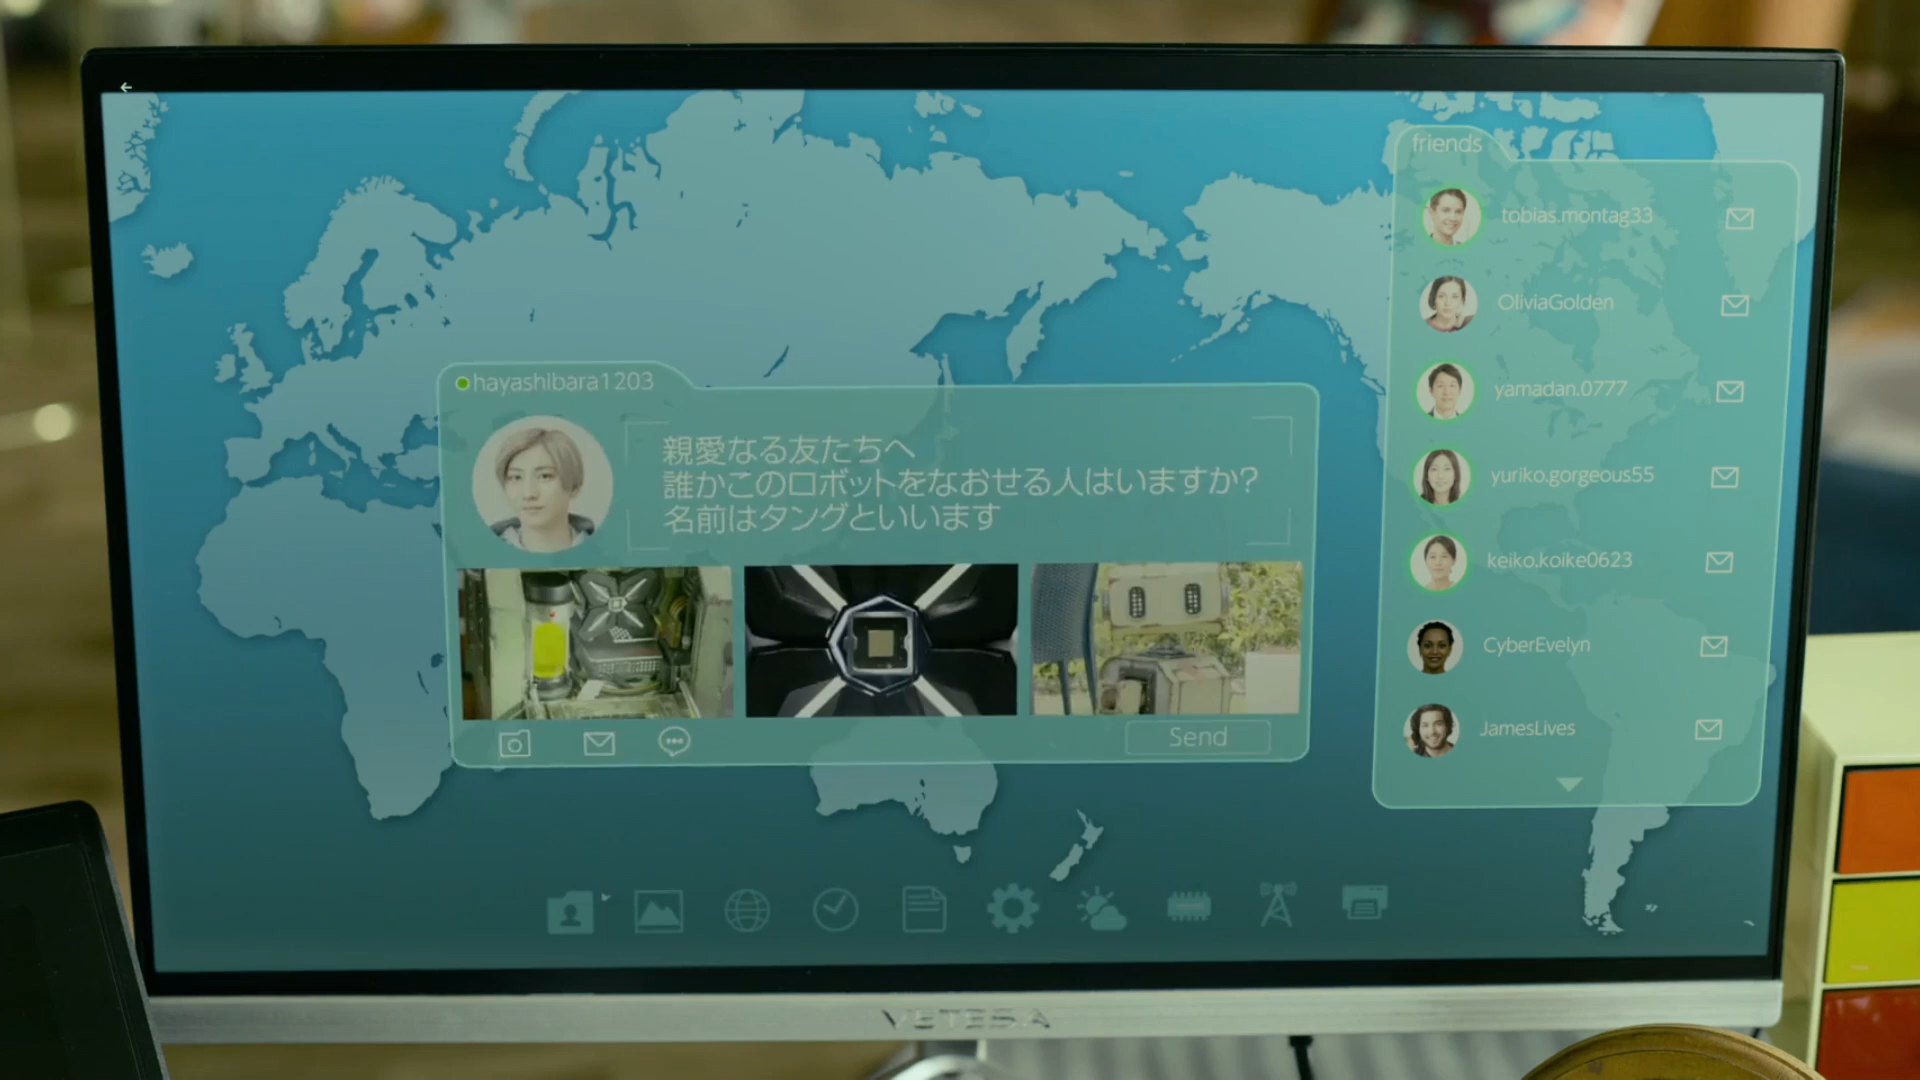 friends
tobias.montag33
OliviaGolden
yamadan.0777
yuriko.gorgeous55
keiko.koike0623
CyberEvelyn
JamesLives
hayashibara1203
親愛なる友たちへ
誰かこのロボットをなおせる人はいますか?
名前はタングといいます
Send
VETESA